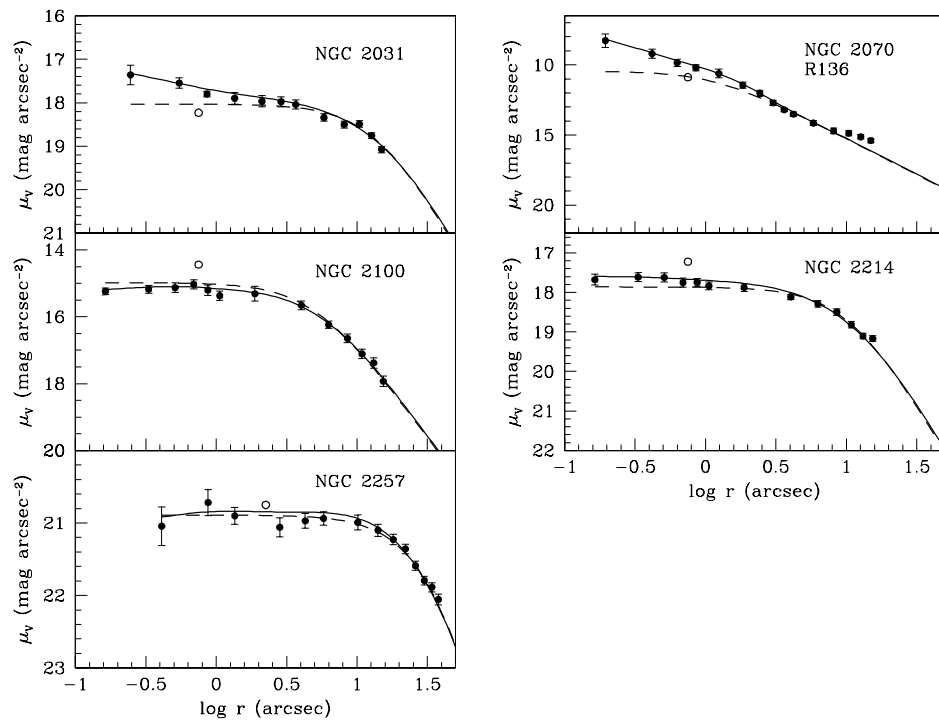 16
17
18
19
20
21
μV (mag arcsec⁻²)
NGC 2031
10
15
20
μV (mag arcsec⁻²)
NGC 2070
R136
14
16
18
20
μV (mag arcsec⁻²)
NGC 2100
17
18
19
20
21
22
μV (mag arcsec⁻²)
NGC 2214
−1 −0.5 0 0.5 1 1.5
log r (arcsec)
21
22
23
μV (mag arcsec⁻²)
NGC 2257
−1 −0.5 0 0.5 1 1.5
log r (arcsec)